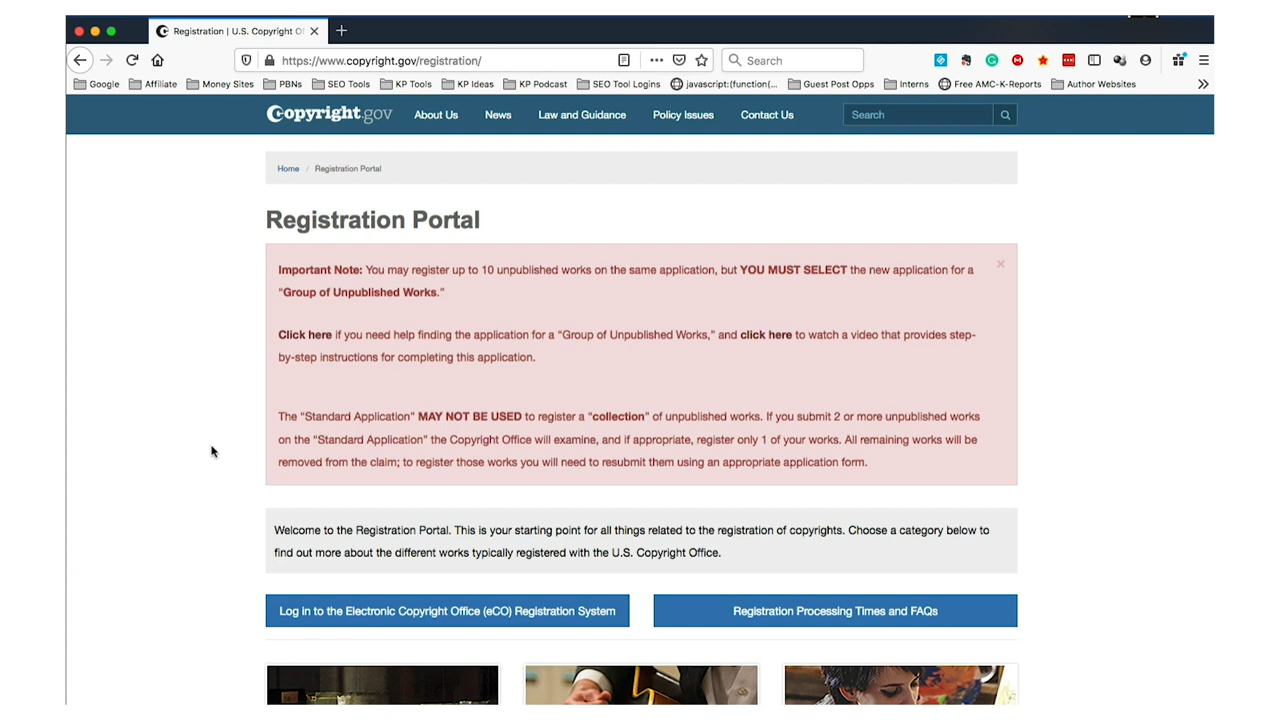 Registration | U.S. Copyright O
https://www.copyright.gov/registration/
Search
Google Affiliate Money Sites PBNs SEO Tools KP Tools KP Ideas KP Podcast SEO Tool Logins javascript:(function(... Guest Post Opps Interns Free AMC-K-Reports Author Websites
Copyright.gov About Us News Law and Guidance Policy Issues Contact Us Search
Home / Registration Portal
Registration Portal
Important Note: You may register up to 10 unpublished works on the same application, but YOU MUST SELECT the new application for a
“Group of Unpublished Works.”
Click here if you need help finding the application for a “Group of Unpublished Works,” and click here to watch a video that provides step-
by-step instructions for completing this application.
The “Standard Application” MAY NOT BE USED to register a “collection” of unpublished works. If you submit 2 or more unpublished works
on the “Standard Application” the Copyright Office will examine, and if appropriate, register only 1 of your works. All remaining works will be
removed from the claim; to register those works you will need to resubmit them using an appropriate application form.
Welcome to the Registration Portal. This is your starting point for all things related to the registration of copyrights. Choose a category below to
find out more about the different works typically registered with the U.S. Copyright Office.
Log in to the Electronic Copyright Office (eCO) Registration System
Registration Processing Times and FAQs